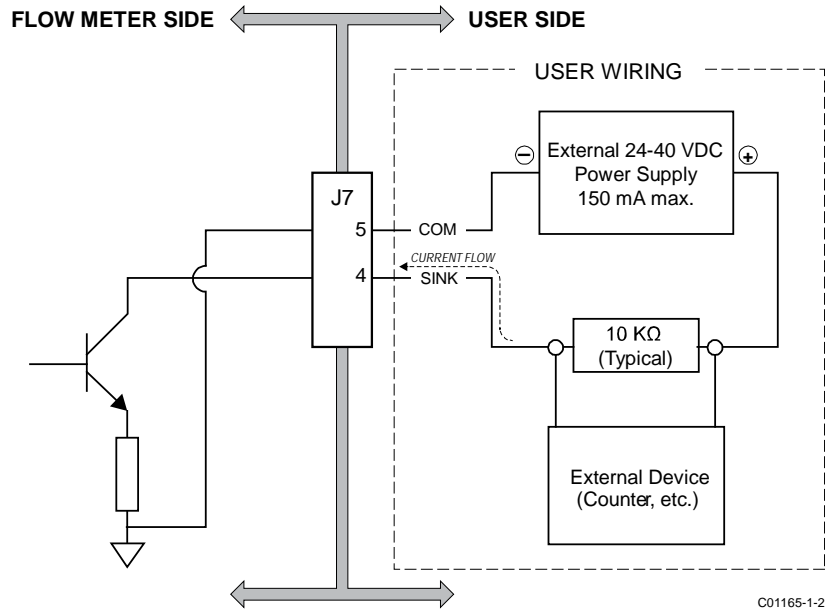 FLOW METER SIDE
USER SIDE
USER WIRING
External 24-40 VDC
Power Supply
150 mA max.
−
+
J7
5
COM
CURRENT FLOW
4
SINK
10 KΩ
(Typical)
External Device
(Counter, etc.)
C01165-1-2